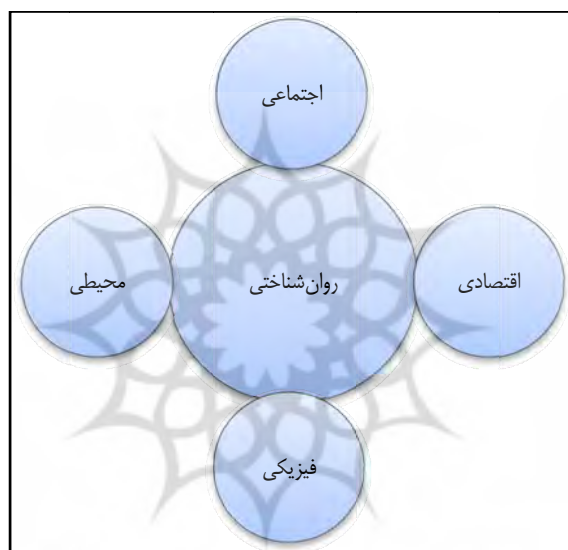 اجتماعی
اقتصادی
روان‌شناختی
محیطی
فیزیکی